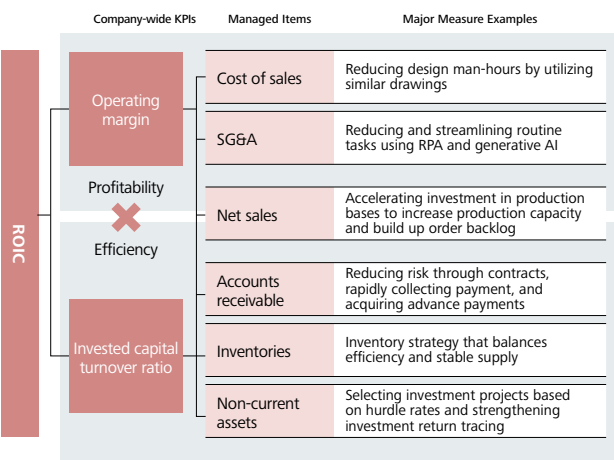 Company-wide KPIs
Managed Items
Major Measure Examples
ROIC
Operating
margin
Profitability
Efficiency
Invested capital
turnover ratio
Cost of sales
Reducing design man-hours by utilizing
similar drawings
SG&A
Reducing and streamlining routine
tasks using RPA and generative AI
Net sales
Accelerating investment in production
bases to increase production capacity
and build up order backlog
Accounts
receivable
Reducing risk through contracts,
rapidly collecting payment, and
acquiring advance payments
Inventories
Inventory strategy that balances
efficiency and stable supply
Non-current
assets
Selecting investment projects based
on hurdle rates and strengthening
investment return tracing